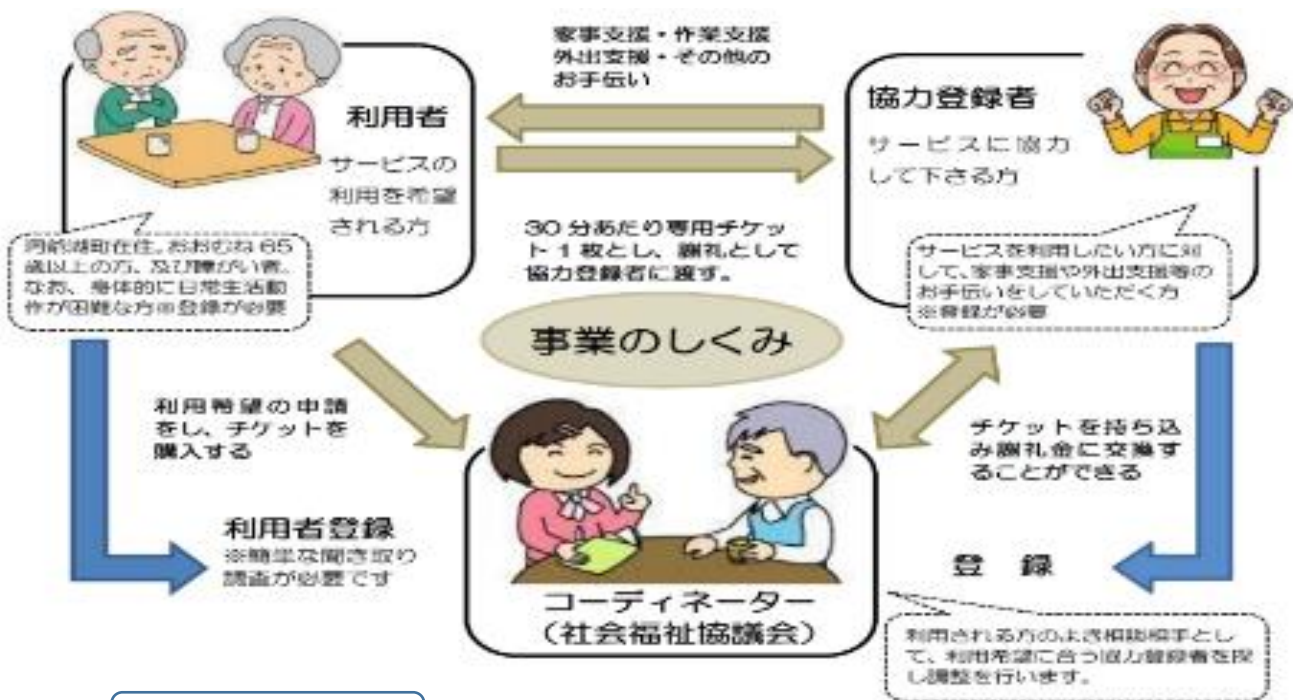 家事支援・作業支援
外出支援・その他の
お手伝い
利用者
サービスの
利用を希望
される方
協力登録者
サービスに協力
して下さる方
30分あたり専用チケッ
ト1枚とし、謝礼として
協力登録者に渡す。
町在住、おおむね65
歳以上の方、及び障がい者。
なお、身体的に日常生活動
作が困難な方※登録が必要
サービスを利用したい方に対
して、家事支援や外出支援等の
お手伝いをしていただく方
※登録が必要
事業のしくみ
利用希望の申請
をし、チケットを
購入する
チケットを持ち込
み謝礼金に交換す
ることができる
利用者登録
※簡単な聞き取り
調査が必要です
登 録
コーディネーター
（社会福祉協議会）
利用される方のよき相談相手とし
て、利用希望に合う協力登録者を探
し調整を行います。